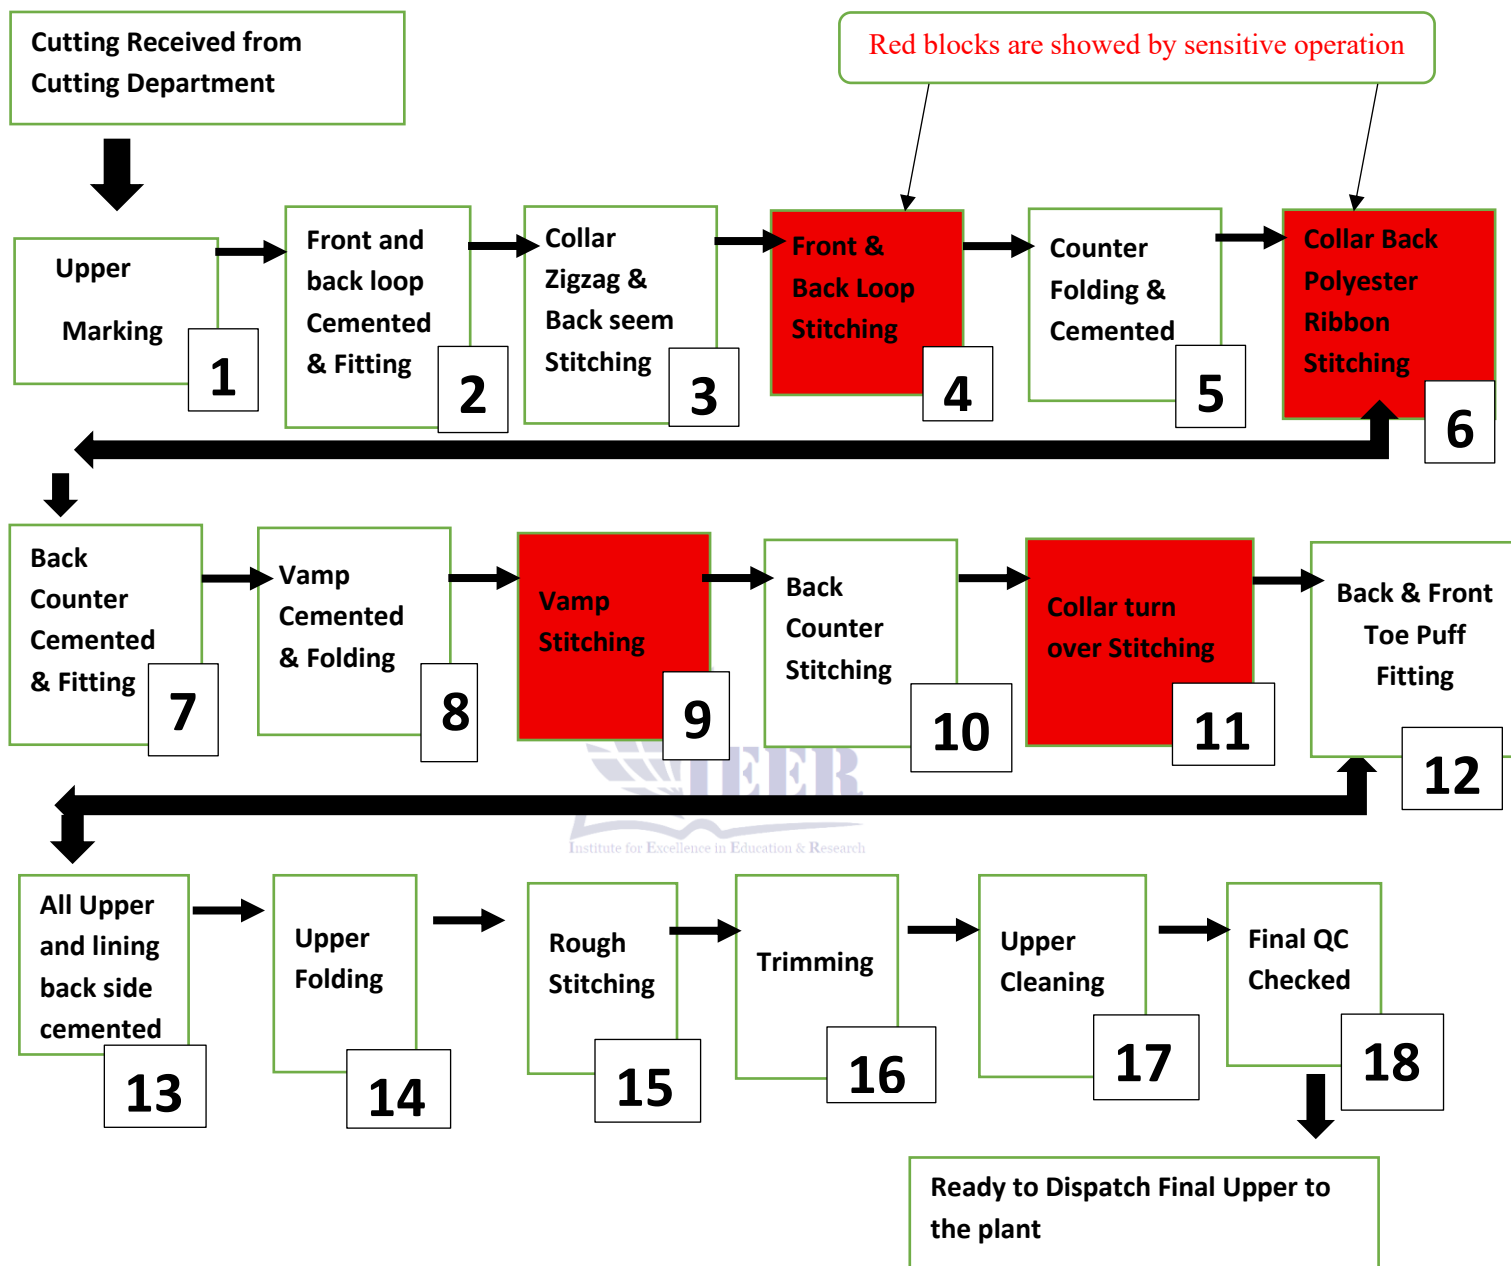 Cutting Received from
Cutting Department
Red blocks are showed by sensitive operation
Upper
Marking
1
Front and
back loop
Cemented
& Fitting
2
Collar
Zigzag &
Back seem
Stitching
3
Front &
Back Loop
Stitching
4
Counter
Folding &
Cemented
5
Collar Back
Polyester
Ribbon
Stitching
6
Back
Counter
Cemented
& Fitting
7
Vamp
Cemented
& Folding
8
Vamp
Stitching
9
Back
Counter
Stitching
10
Collar turn
over Stitching
11
Back & Front
Toe Puff
Fitting
12
IEER
Institute for Excellence in Education & Research
All Upper
and lining
back side
cemented
13
Upper
Folding
14
Rough
Stitching
15
Trimming
16
Upper
Cleaning
17
Final QC
Checked
18
Ready to Dispatch Final Upper to
the plant